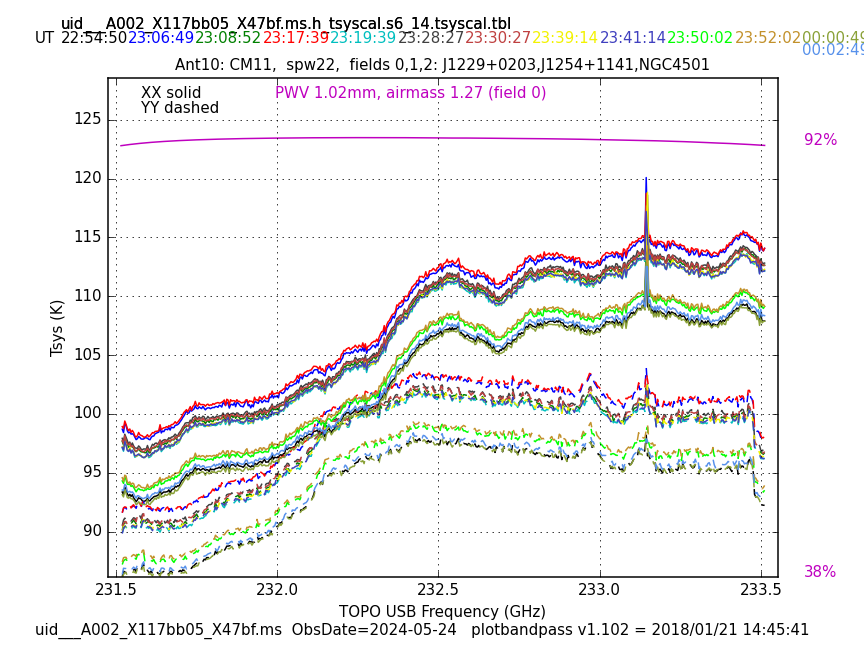 uid___A002_X117bb05_X47bf.ms.h_tsyscal.s6_14.tsyscal.tbl
UT 22:54:50 23:06:49 23:08:52 23:17:39 23:19:39 23:28:27 23:30:27 23:39:14 23:41:14 23:50:02 23:52:02 00:00:49
00:02:49
Ant10: CM11,  spw22,  fields 0,1,2: J1229+0203,J1254+1141,NGC4501
XX solid
PWV 1.02mm, airmass 1.27 (field 0)
YY dashed
125
92%
120
115
110
Tsys (K)
105
100
95
90
38%
231.5 232.0 232.5 233.0 233.5
TOPO USB Frequency (GHz)
uid___A002_X117bb05_X47bf.ms  ObsDate=2024-05-24   plotbandpass v1.102 = 2018/01/21 14:45:41